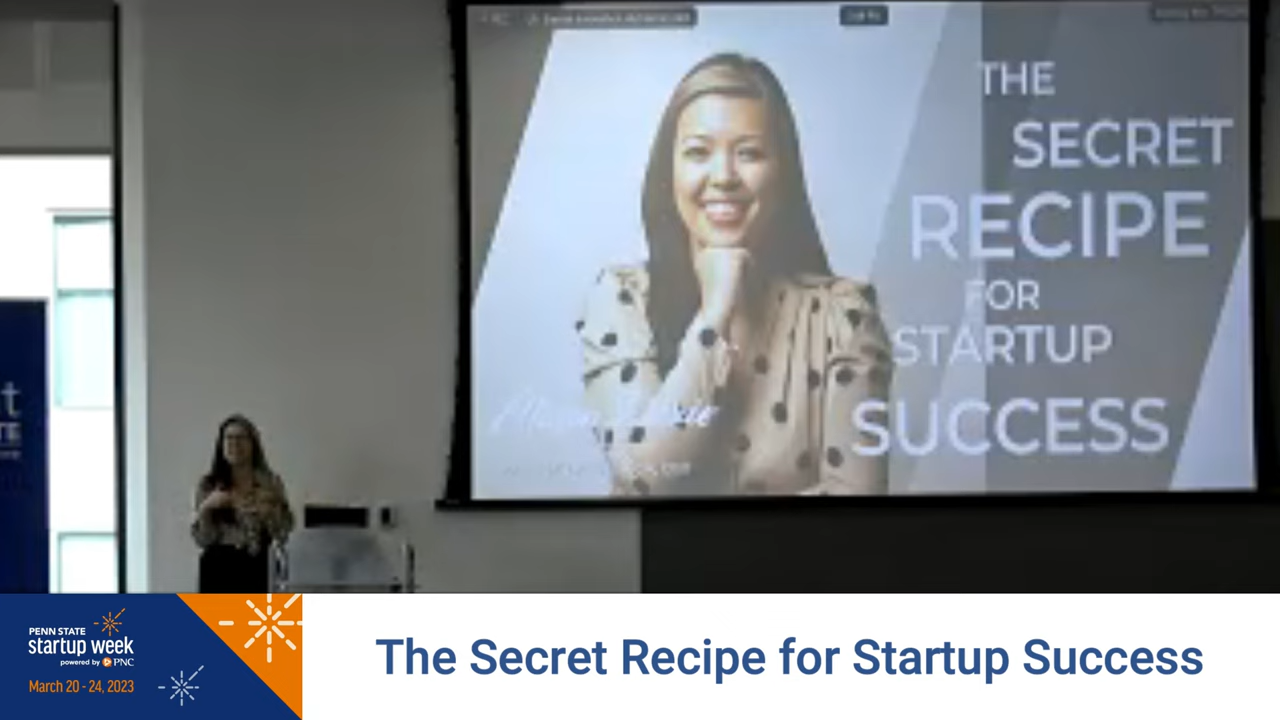 THE
SECRET
RECIPE
FOR
STARTUP
SUCCESS
PENN STATE
startup week
powered by PNC
March 20 - 24, 2023
The Secret Recipe for Startup Success